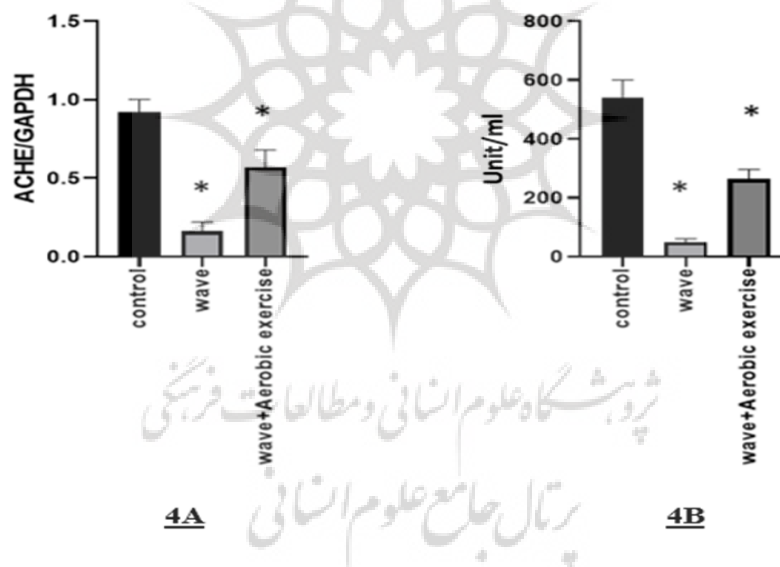 1.5
1.0
0.5
0.0
ACHE/GAPDH
*
*
control
wave
wave+Aerobic exercise
4A
800
600
400
200
0
Unit/ml
*
*
control
wave
wave+Aerobic exercise
4B
پژوهشگاه علوم انسانی و مطالعات فرهنگی
پرتال جامع علوم انسانی